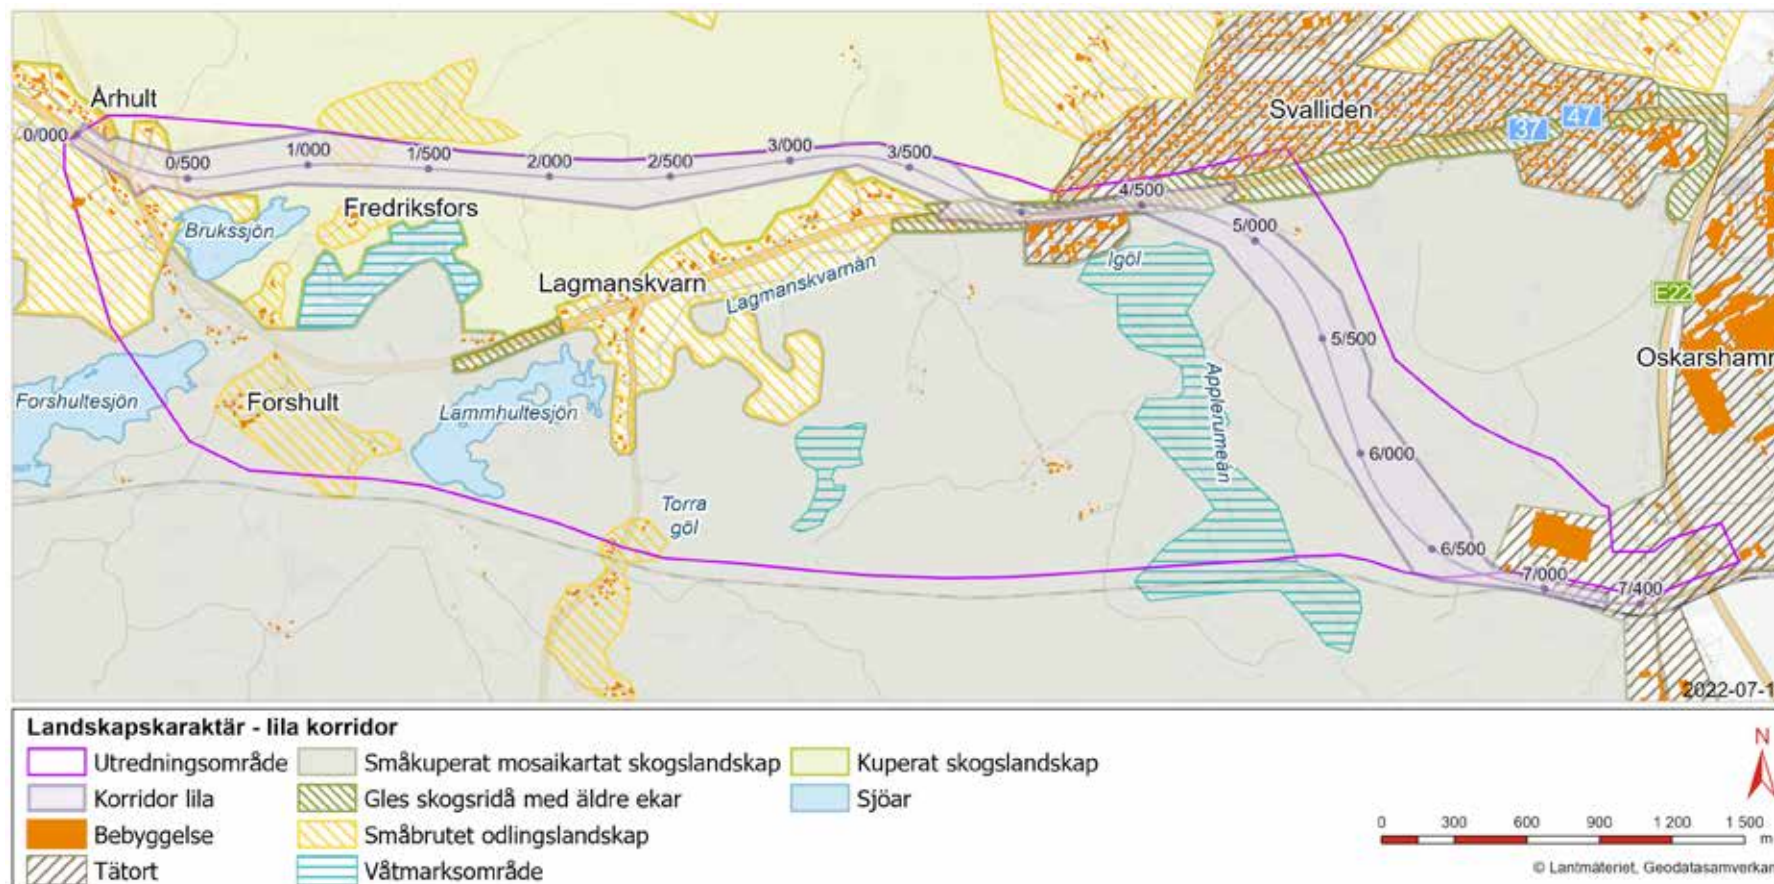 Århult
Svalliden
47
37
0/000
0/500
1/000
1/500
2/000
2/500
3/000
3/500
4/500
5/000
Fredriksfors
Brukssjön
Igöl
Lagmanskvarn
Lagmanskvarnån
E22
5/500
Oskarshamn
Forshultesjön
Forshult
Lammhultesjön
Applerumeån
6/000
Torra
göl
6/500
7/000
7/400
2022-07-1
Landskapskaraktär - lila korridor
Utredningsområde
Småkuperat mosaikartat skogslandskap
Kuperat skogslandskap
Korridor lila
Gles skogsridå med äldre ekar
Sjöar
Bebyggelse
Småbrutet odlingslandskap
Tätort
Våtmarksområde
N
0 300 600 900 1 200 1 500
m
© Lantmäteriet, Geodatasamverkan